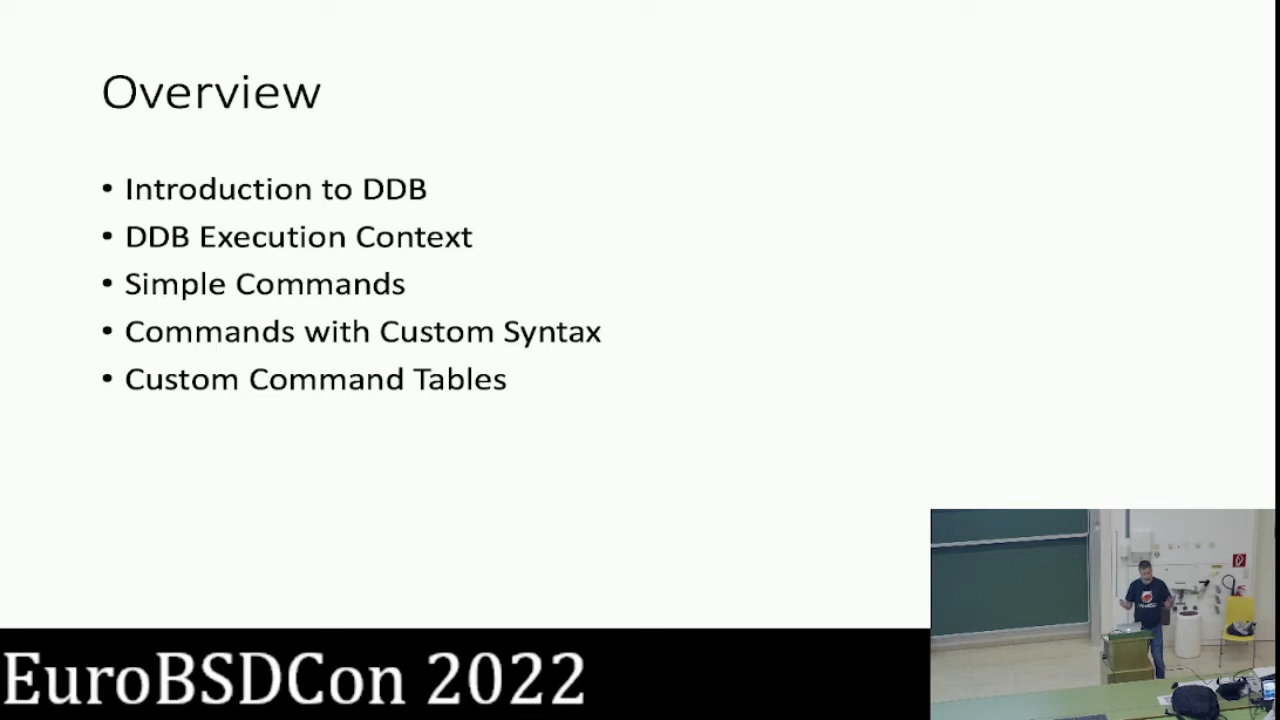 Overview
• Introduction to DDB
• DDB Execution Context
• Simple Commands
• Commands with Custom Syntax
• Custom Command Tables
EuroBSDCon 2022